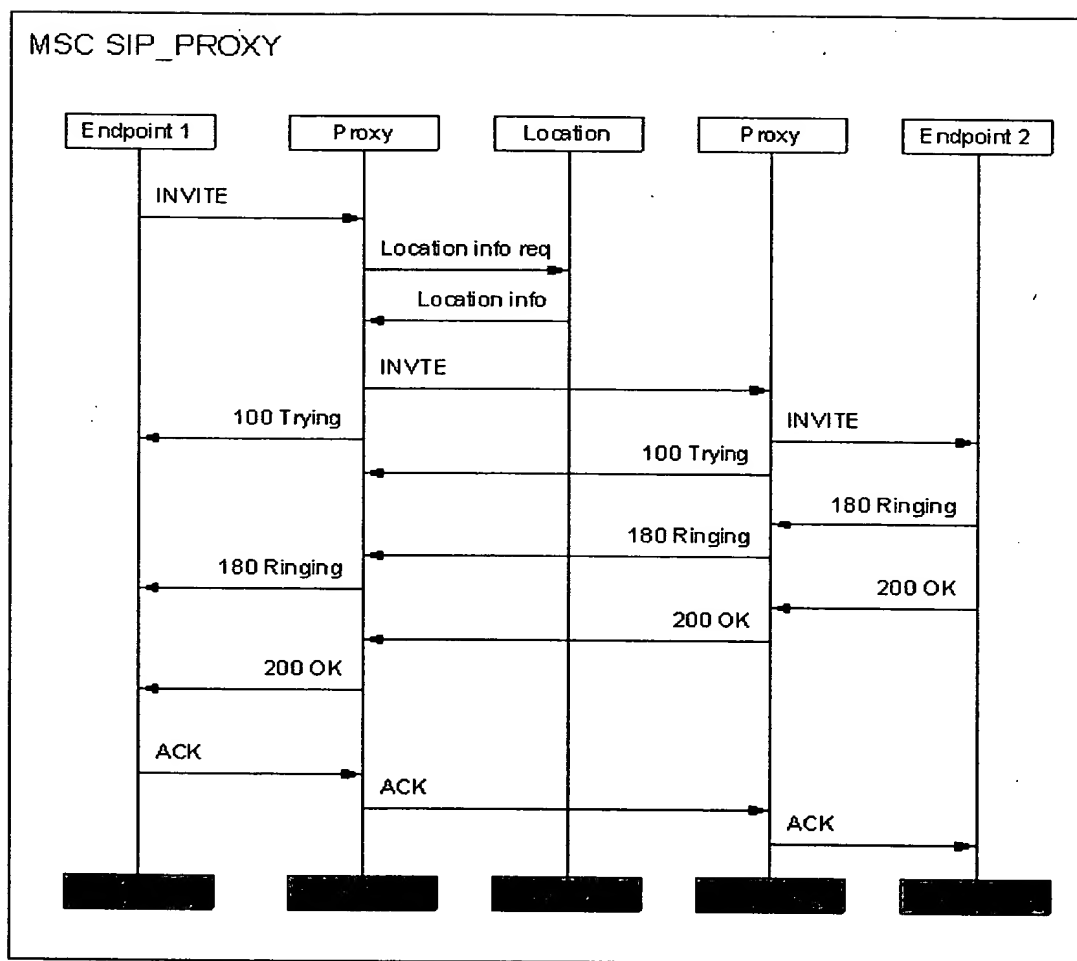 MSC SIP_PROXY
Endpoint 1
Proxy
Location
Proxy
Endpoint 2
INVITE
Location info req
Location info
INVTE
100 Trying
INVITE
100 Trying
180 Ringing
180 Ringing
180 Ringing
200 OK
200 OK
200 OK
ACK
ACK
ACK